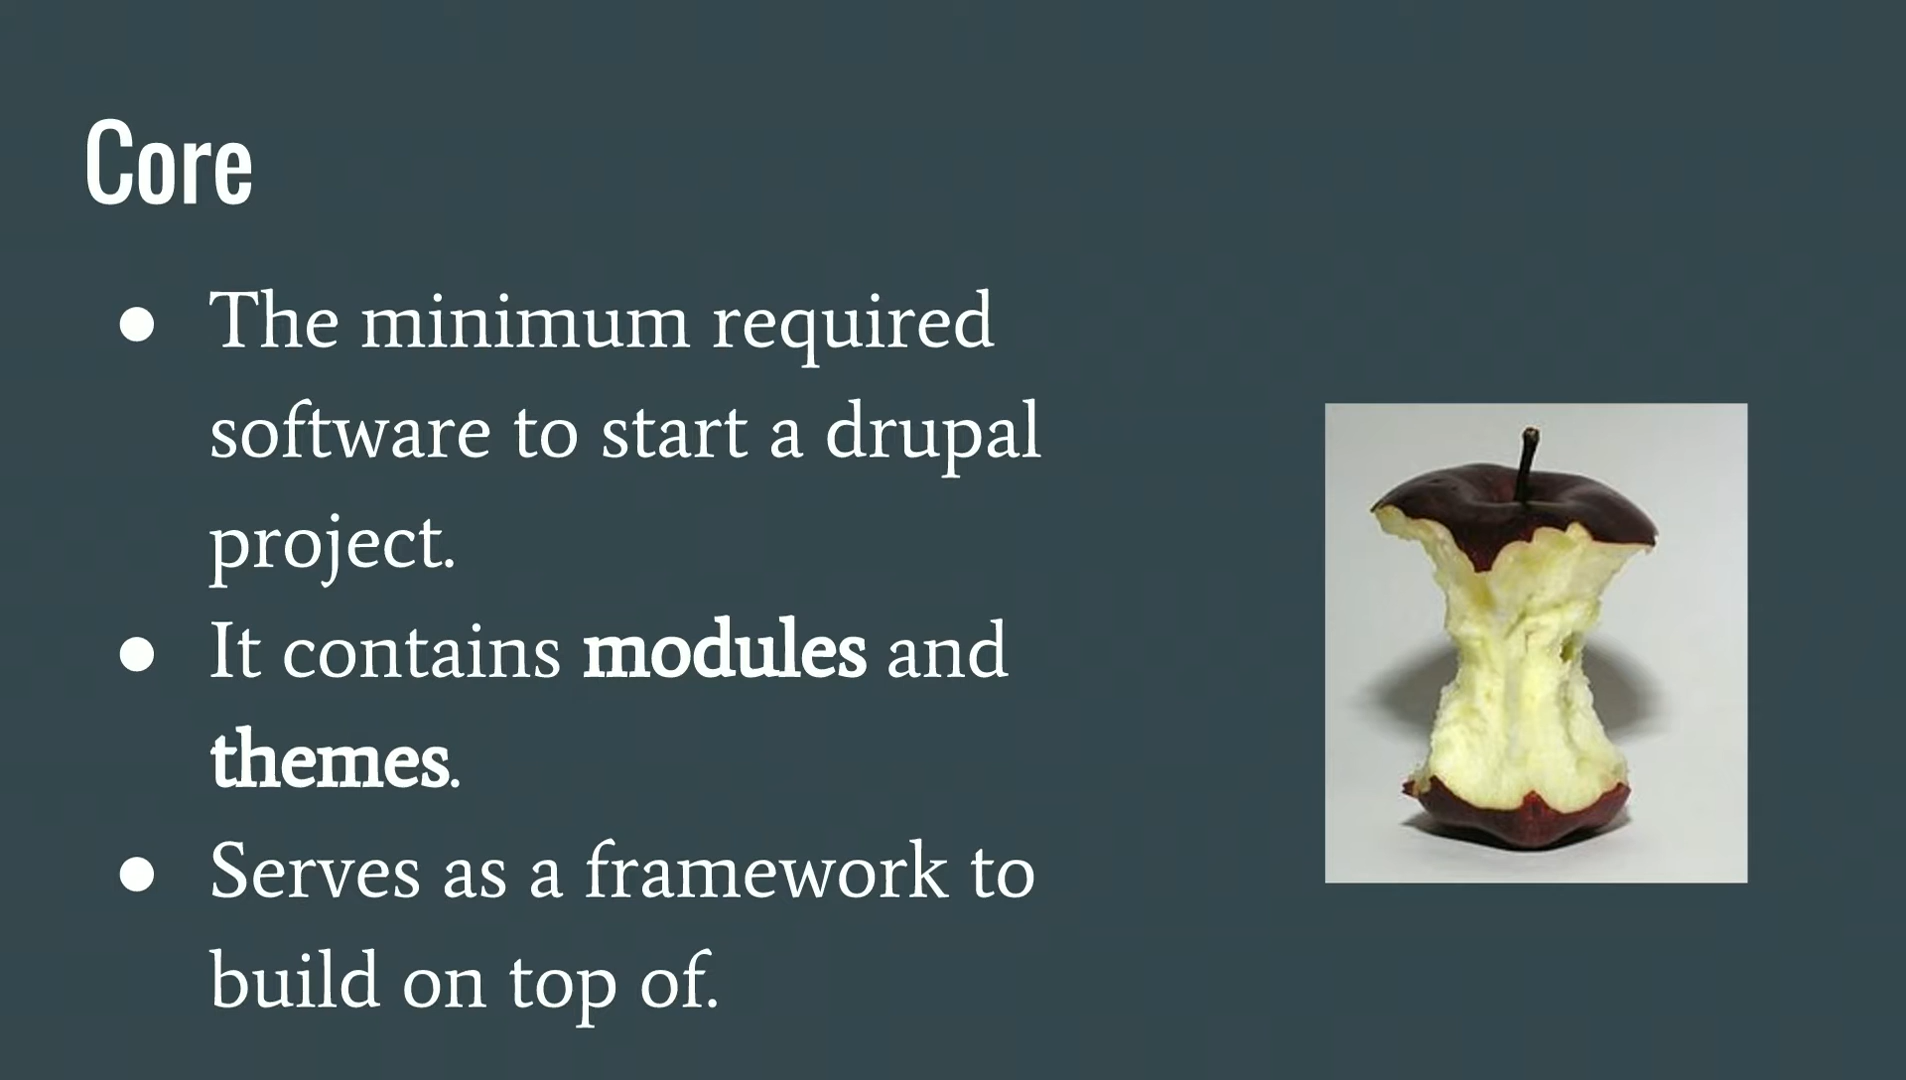 Core
● The minimum required
software to start a drupal
project.
● It contains modules and
themes.
● Serves as a framework to
build on top of.